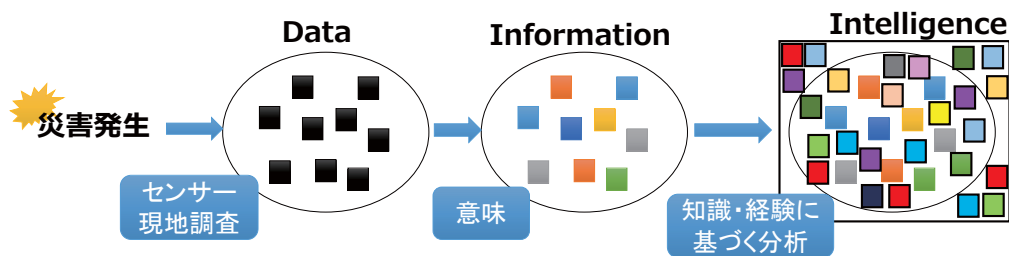 Data
Information
Intelligence
災害発生
センサー
現地調査
意味
知識・経験に
基づく分析